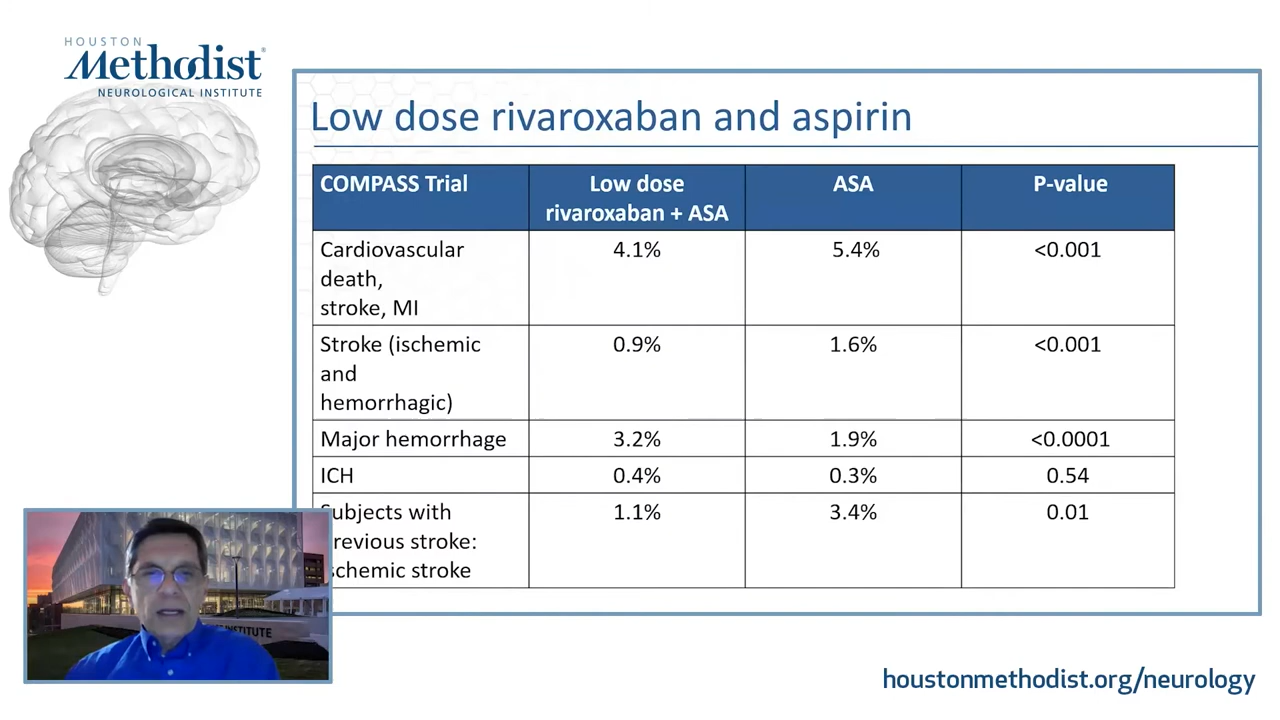 HOUSTON
Methodist
NEUROLOGICAL INSTITUTE
Low dose rivaroxaban and aspirin
COMPASS Trial
Low dose
rivaroxaban + ASA
ASA
P-value
Cardiovascular
death,
stroke, MI
4.1%
5.4%
<0.001
Stroke (ischemic
and
hemorrhagic)
0.9%
1.6%
<0.001
Major hemorrhage
3.2%
1.9%
<0.0001
ICH
0.4%
0.3%
0.54
ubjects with
revious stroke:
schemic stroke
1.1%
3.4%
0.01
INSTITUTE
houstonmethodist.org/neurology